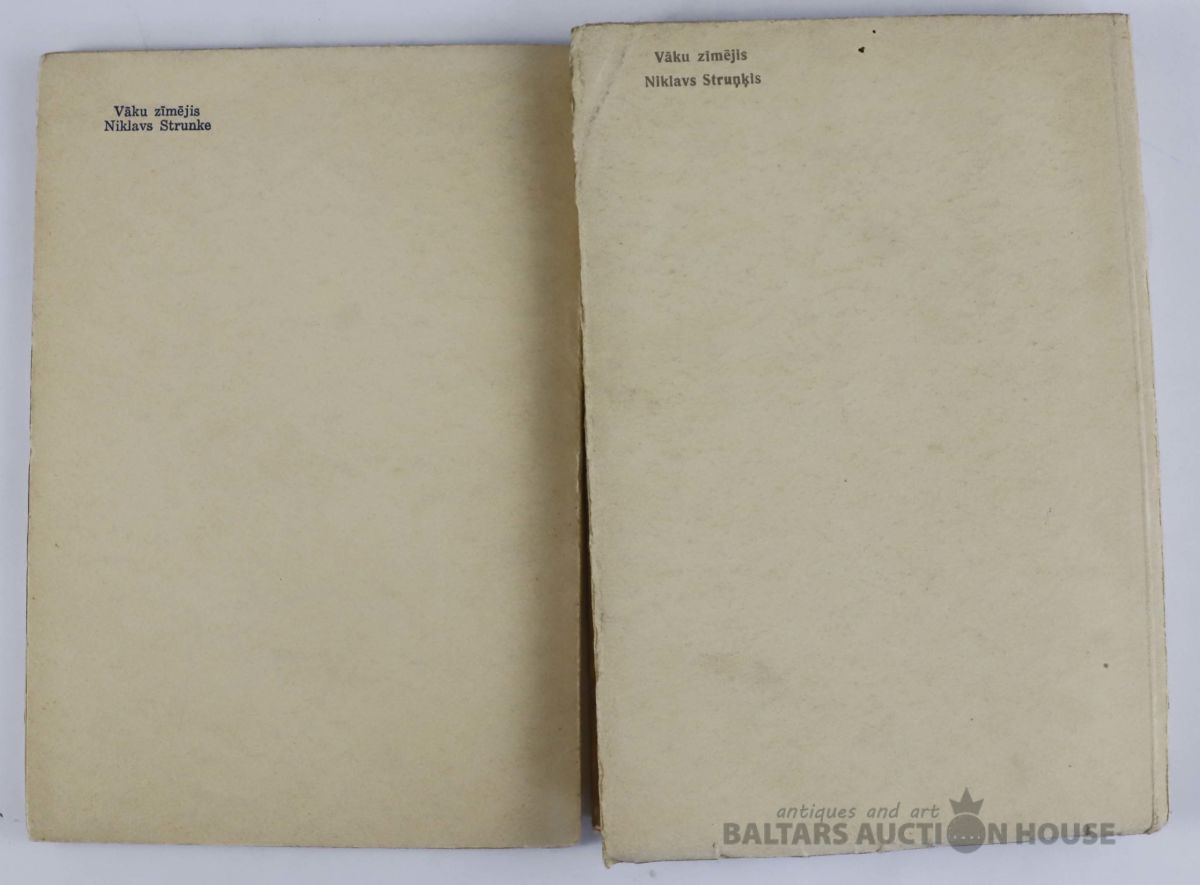 Vāku zīmējis
Niklavs Strunke
Vāku zīmējis
Niklavs Struņķis
antiques and art
BALTARS AUCTION HOUSE